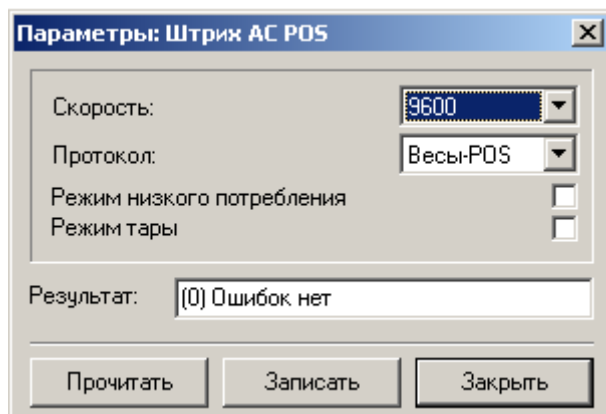 Параметры: Штрих AC POS
Скорость: 9600
Протокол: Весы-POS
Режим низкого потребления
Режим тары
Результат: (0) Ошибок нет
Прочитать Записать Закрыть